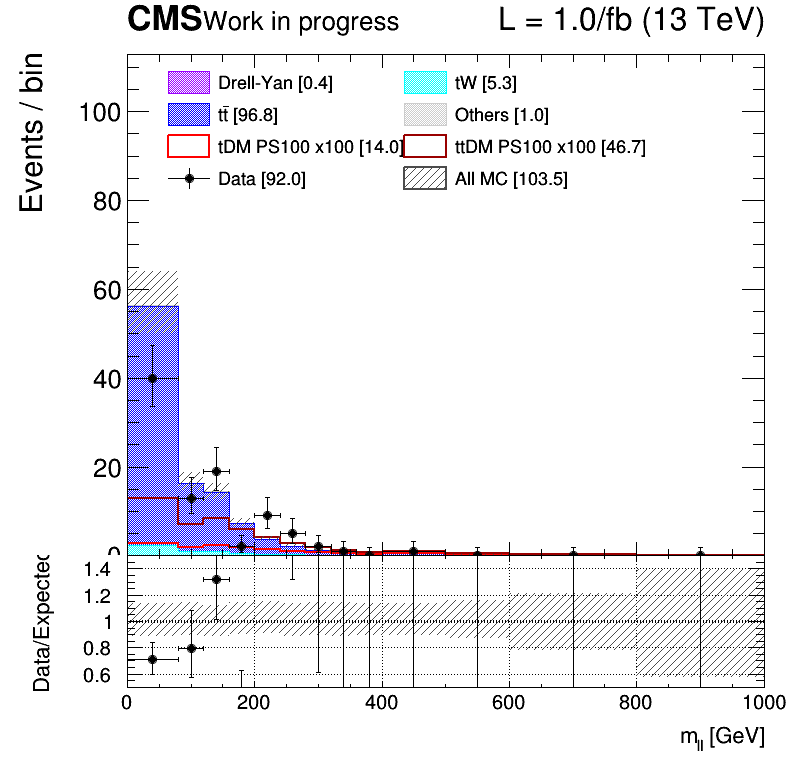 CMS Work in progress L = 1.0/fb (13 TeV)
Events / bin
Drell-Yan [0.4] tW [5.3]
tt̄ [96.8] Others [1.0]
tDM PS100 x100 [14.0] ttDM PS100 x100 [46.7]
Data [92.0] All MC [103.5]
100
80
60
40
20
0
Data/Expected
1.4
1.2
1
0.8
0.6
0 200 400 600 800 1000
m_ll [GeV]